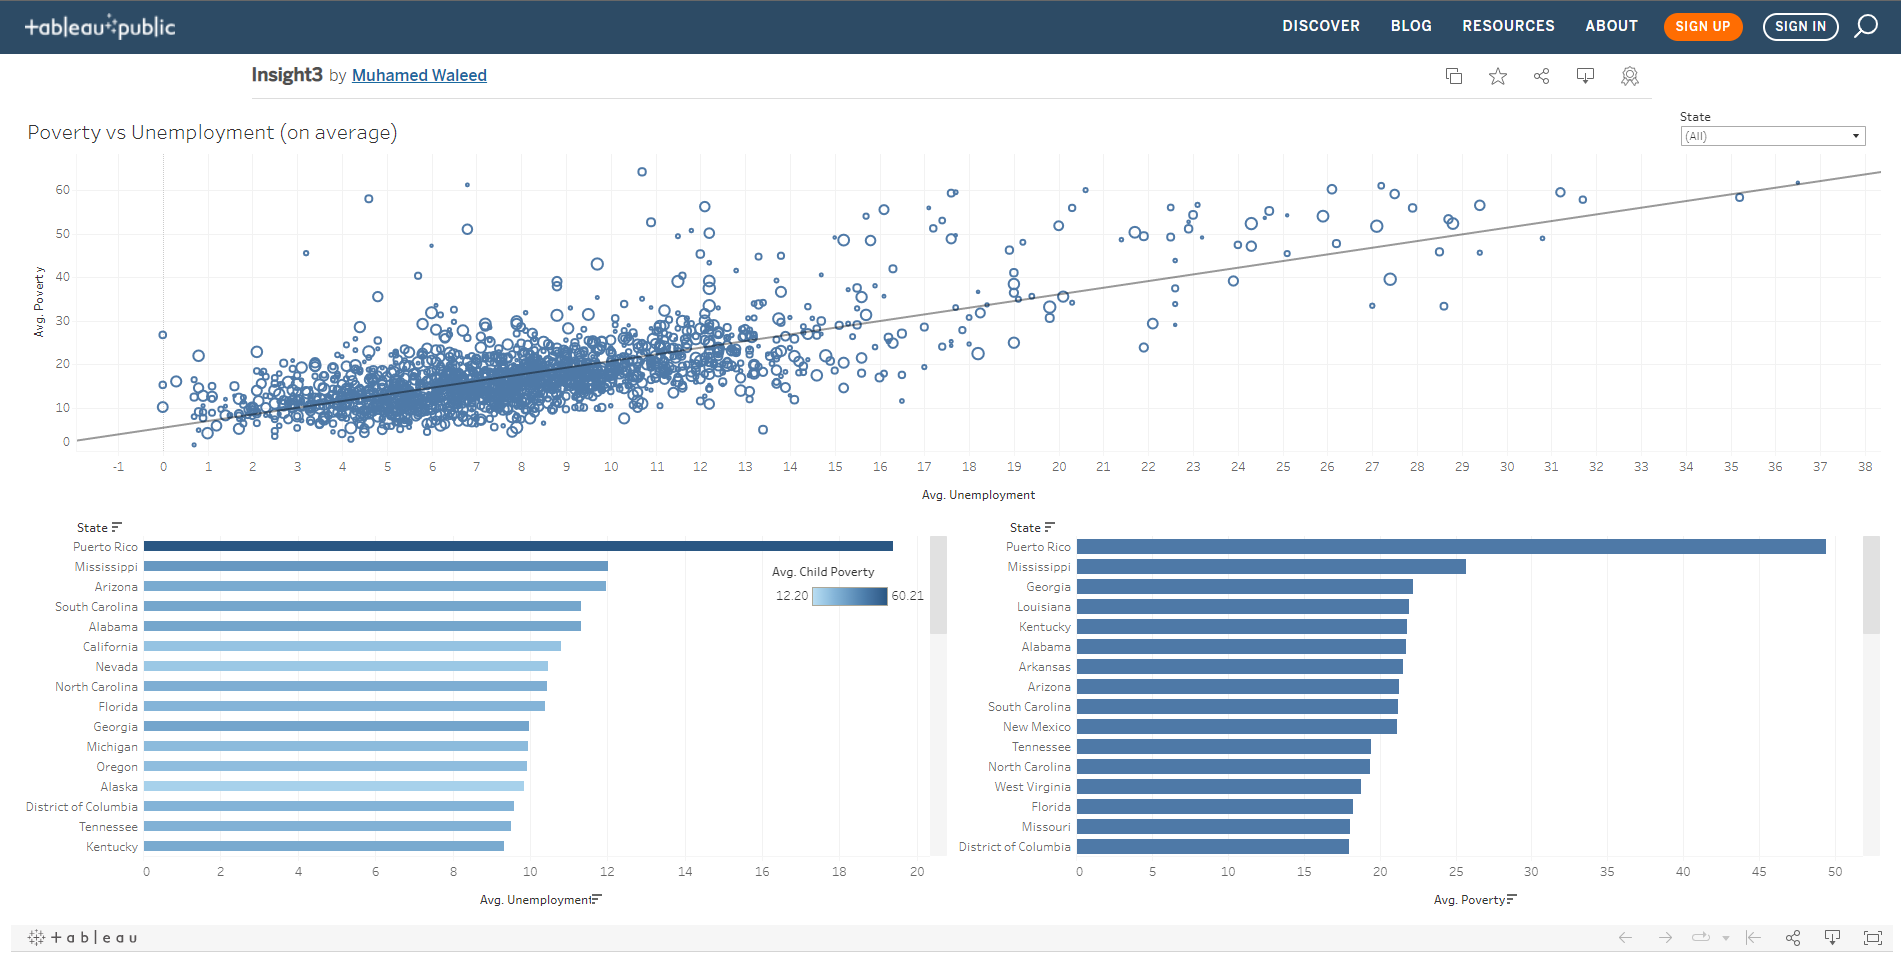 +ableau public
DISCOVER BLOG RESOURCES ABOUT SIGN UP SIGN IN
Insight3 by Muhamed Waleed
Poverty vs Unemployment (on average)
State
(All)
Avg. Poverty
60
50
40
30
20
10
0
-1 0 1 2 3 4 5 6 7 8 9 10 11 12 13 14 15 16 17 18 19 20 21 22 23 24 25 26 27 28 29 30 31 32 33 34 35 36 37 38
Avg. Unemployment
State
Puerto Rico
Mississippi
Arizona
South Carolina
Alabama
California
Nevada
North Carolina
Florida
Georgia
Michigan
Oregon
Alaska
District of Columbia
Tennessee
Kentucky
0 2 4 6 8 10 12 14 16 18 20
Avg. Unemployment
Avg. Child Poverty
12.20 60.21
State
Puerto Rico
Mississippi
Georgia
Louisiana
Kentucky
Alabama
Arkansas
Arizona
South Carolina
New Mexico
Tennessee
North Carolina
West Virginia
Florida
Missouri
District of Columbia
0 5 10 15 20 25 30 35 40 45 50
Avg. Poverty
+ableau